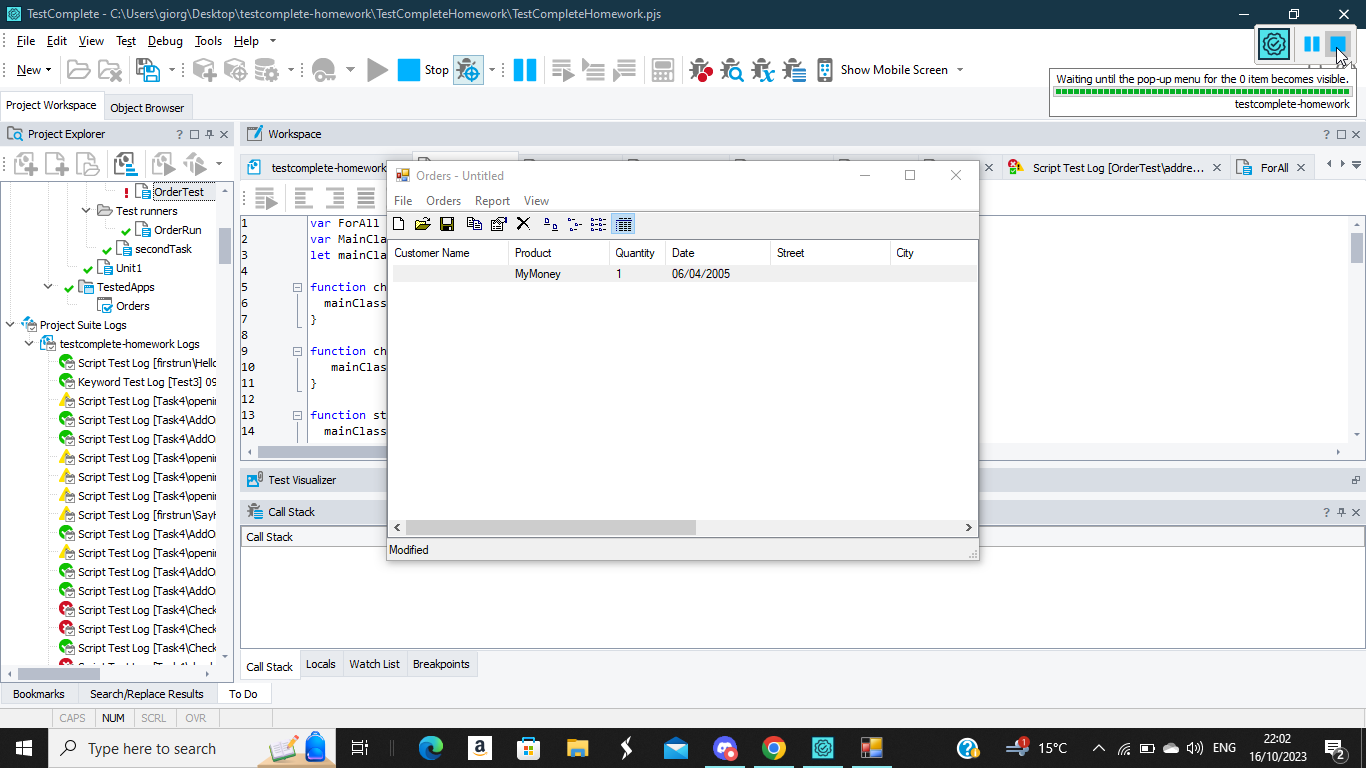 TestComplete - C:\Users\giorg\Desktop\testcomplete-homework\TestCompleteHomework\TestCompleteHomework.pjs
File Edit View Test Debug Tools Help
New Stop Show Mobile Screen
Waiting until the pop-up menu for the 0 item becomes visible.
testcomplete-homework
Project Workspace Object Browser
Project Explorer ?
Workspace ?
testcomplete-homework
Script Test Log [OrderTest\addre...
ForAll
OrderTest
Test runners
OrderRun
secondTask
Unit1
TestedApps
Orders
Project Suite Logs
testcomplete-homework Logs
Script Test Log [firstrun\Hello
Keyword Test Log [Test3] 09
Script Test Log [Task4\openin
Script Test Log [Task4\AddO
Script Test Log [Task4\AddO
Script Test Log [Task4\openin
Script Test Log [Task4\openin
Script Test Log [Task4\openin
Script Test Log [firstrun\SayH
Script Test Log [Task4\AddO
Script Test Log [Task4\openin
Script Test Log [Task4\AddO
Script Test Log [Task4\AddO
Script Test Log [Task4\Check
Script Test Log [Task4\Check
Script Test Log [Task4\Check
1 var ForAll
2 var MainCla
3 let mainCla
4
5 function ch
6 mainClass
7 }
8
9 function ch
10 mainClas
11 }
12
13 function st
14 mainClass
Orders - Untitled
File Orders Report View
Customer Name Product Quantity Date Street City
MyMoney 1 06/04/2005
Modified
Test Visualizer
Call Stack ?
Call Stack
Call Stack Locals Watch List Breakpoints
Bookmarks Search/Replace Results To Do
CAPS NUM SCRL OVR
Type here to search
15°C
ENG
22:02
16/10/2023
2